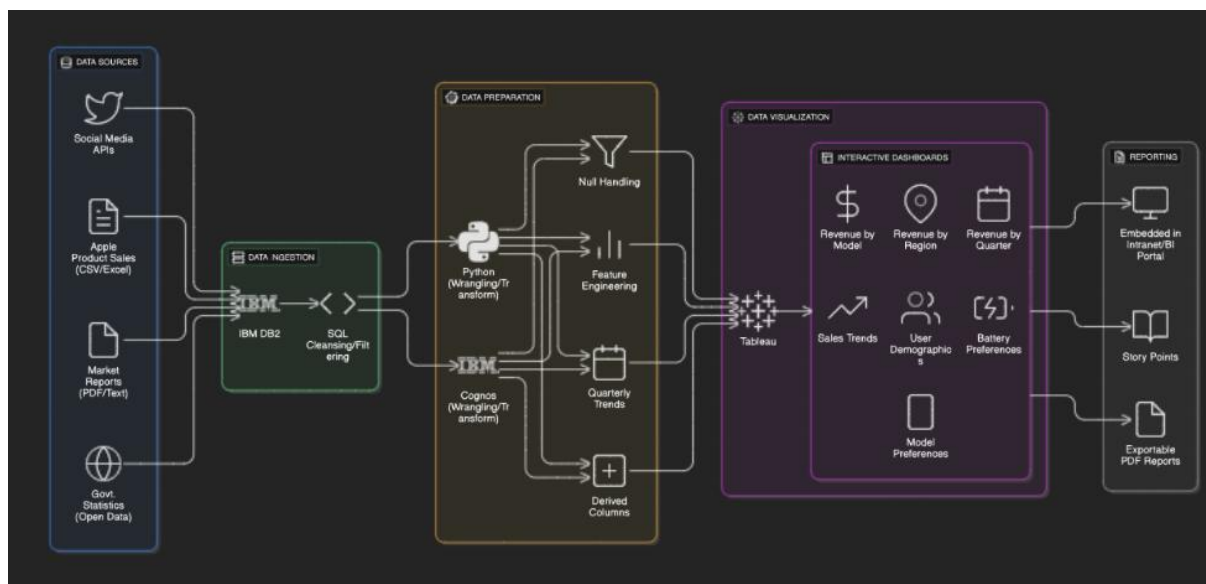 DATA SOURCES
Social Media
APIs
Apple
Product Sales
(CSV/Excel)
Market
Reports
(PDF/Text)
Govt.
Statistics
(Open Data)
DATA INGESTION
IBM
IBM DB2
SQL
Cleansing/Filt
ering
DATA PREPARATION
Python
(Wrangling/Tr
ansform)
IBM
Cognos
(Wrangling/Tr
ansform)
Null Handling
Feature
Engineering
Quarterly
Trends
Derived
Columns
DATA VISUALIZATION
Tableau
INTERACTIVE DASHBOARDS
Revenue by
Model
Revenue by
Region
Revenue by
Quarter
Sales Trends
User
Demographic
s
Battery
Preferences
Model
Preferences
REPORTING
Embedded in
Intranet/BI
Portal
Story Points
Exportable
PDF Reports